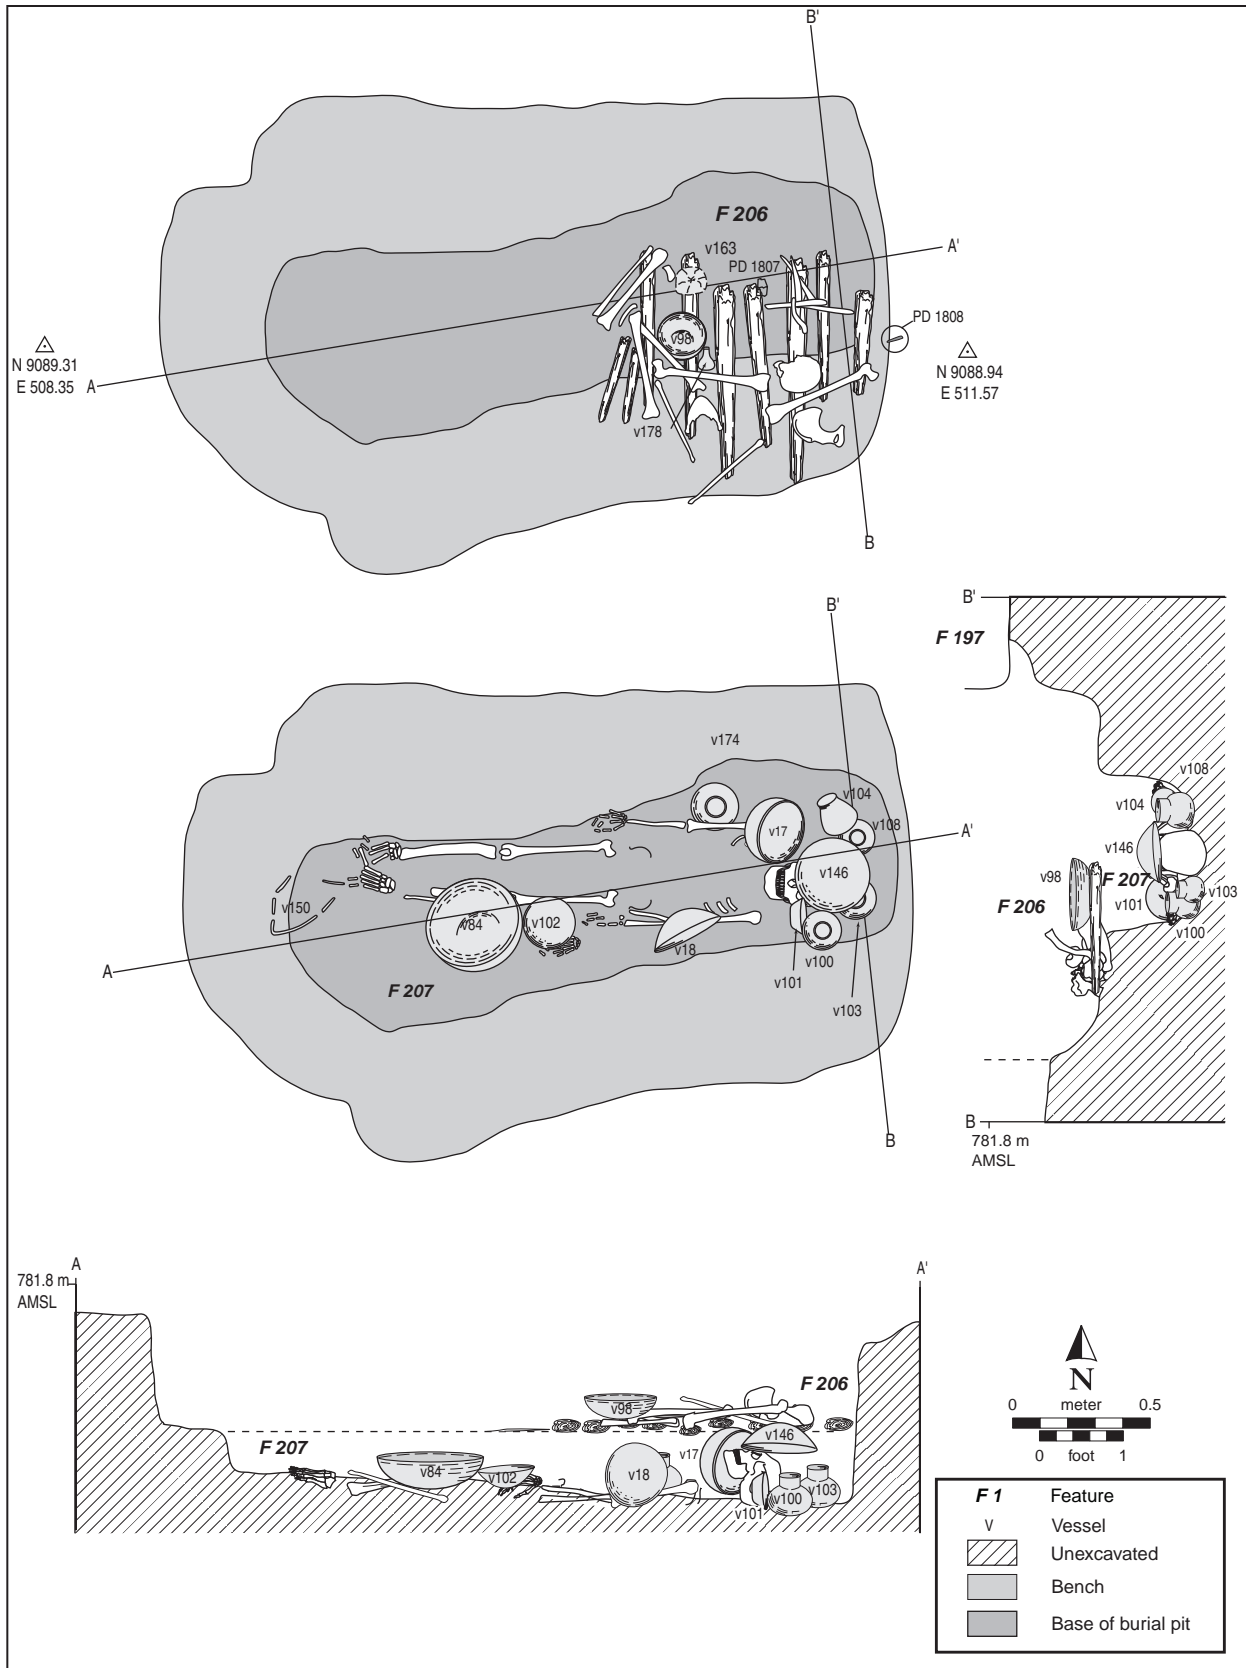 B'
F 206
v163
A'
PD 1807
PD 1808
v98
N 9089.31
E 508.35
A
N 9088.94
E 511.57
v178
B
B'
B'
F 197
v174
v104
v108
v17
A'
v146
v108
v104
v146
v98
F 207
v103
F 206
v101
v100
v150
v84
v102
v18
v100
v101
v103
A
F 207
B
B
781.8 m
AMSL
A
A'
781.8 m
AMSL
F 206
v98
v146
F 207
v17
v84
v102
v18
v103
v100
v101
N
0 meter 0.5
0 foot 1
F 1 Feature
V Vessel
Unexcavated
Bench
Base of burial pit